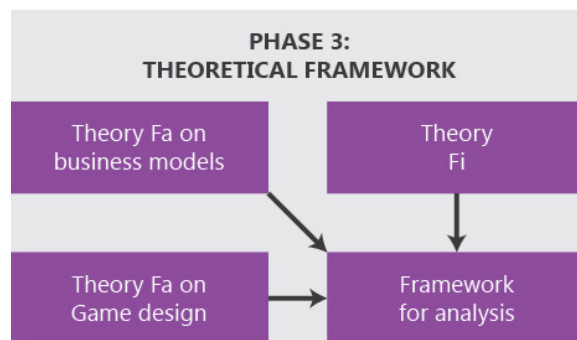 PHASE 3:
THEORETICAL FRAMEWORK
Theory Fa on
business models
Theory
Fi
Theory Fa on
Game design
Framework
for analysis